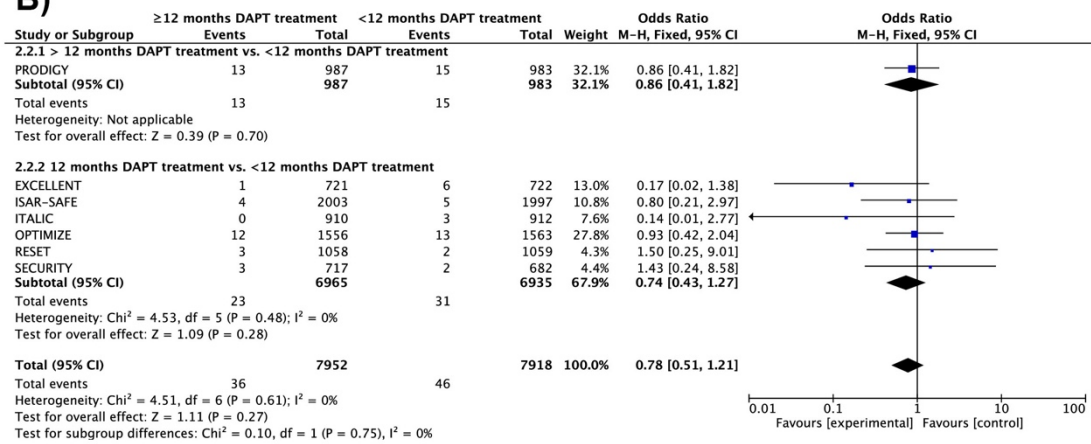 B)
≥12 months DAPT treatment <12 months DAPT treatment Odds Ratio Odds Ratio
Study or Subgroup Events Total Events Total Weight M-H, Fixed, 95% CI M-H, Fixed, 95% CI
2.2.1 > 12 months DAPT treatment vs. <12 months DAPT treatment
PRODIGY 13 987 15 983 32.1% 0.86 [0.41, 1.82]
Subtotal (95% CI) 987 983 32.1% 0.86 [0.41, 1.82]
Total events 13 15
Heterogeneity: Not applicable
Test for overall effect: Z = 0.39 (P = 0.70)
2.2.2 12 months DAPT treatment vs. <12 months DAPT treatment
EXCELLENT 1 721 6 722 13.0% 0.17 [0.02, 1.38]
ISAR-SAFE 4 2003 5 1997 10.8% 0.80 [0.21, 2.97]
ITALIC 0 910 3 912 7.6% 0.14 [0.01, 2.77]
OPTIMIZE 12 1556 13 1563 27.8% 0.93 [0.42, 2.04]
RESET 3 1058 2 1059 4.3% 1.50 [0.25, 9.01]
SECURITY 3 717 2 682 4.4% 1.43 [0.24, 8.58]
Subtotal (95% CI) 6965 6935 67.9% 0.74 [0.43, 1.27]
Total events 23 31
Heterogeneity: Chi² = 4.53, df = 5 (P = 0.48); I² = 0%
Test for overall effect: Z = 1.09 (P = 0.28)
Total (95% CI) 7952 7918 100.0% 0.78 [0.51, 1.21]
Total events 36 46
Heterogeneity: Chi² = 4.51, df = 6 (P = 0.61); I² = 0%
Test for overall effect: Z = 1.11 (P = 0.27)
Test for subgroup differences: Chi² = 0.10, df = 1 (P = 0.75), I² = 0%
0.01 0.1 1 10 100
Favours [experimental] Favours [control]